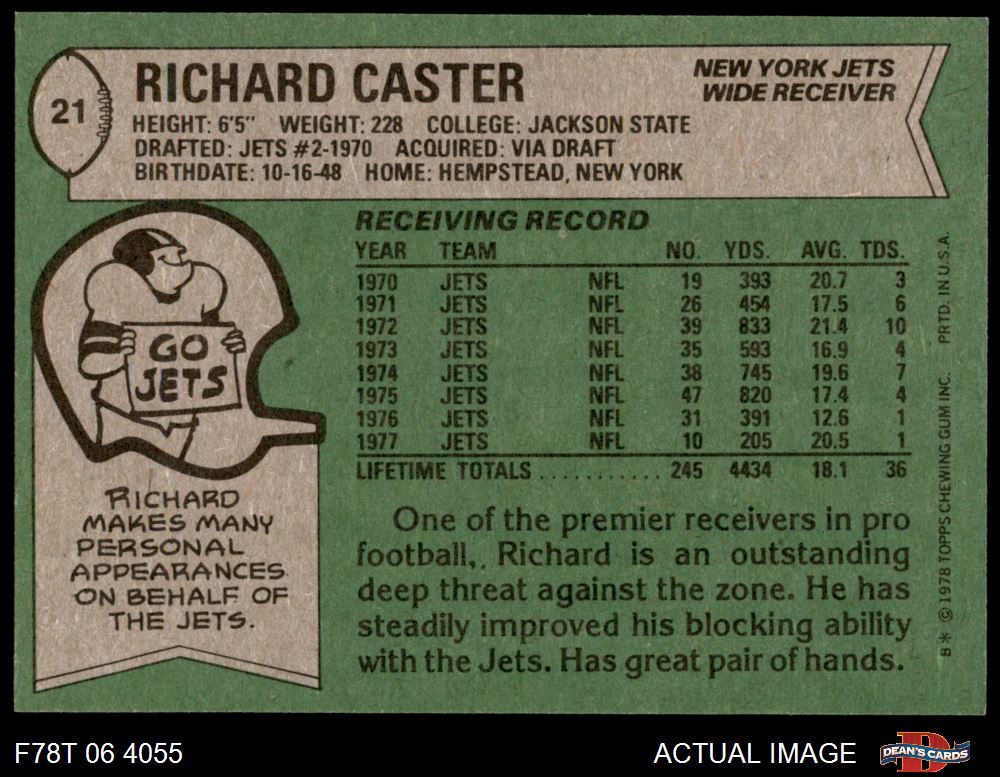 21
RICHARD CASTER
NEW YORK JETS
WIDE RECEIVER
HEIGHT: 6'5" WEIGHT: 228 COLLEGE: JACKSON STATE
DRAFTED: JETS #2-1970 ACQUIRED: VIA DRAFT
BIRTHDATE: 10-16-48 HOME: HEMPSTEAD, NEW YORK
GO
JETS
RICHARD
MAKES MANY
PERSONAL
APPEARANCES
ON BEHALF OF
THE JETS.
RECEIVING RECORD
YEAR TEAM NO. YDS. AVG. TDS.
1970 JETS NFL 19 393 20.7 3
1971 JETS NFL 26 454 17.5 6
1972 JETS NFL 39 833 21.4 10
1973 JETS NFL 35 593 16.9 4
1974 JETS NFL 38 745 19.6 7
1975 JETS NFL 47 820 17.4 4
1976 JETS NFL 31 391 12.6 1
1977 JETS NFL 10 205 20.5 1
LIFETIME TOTALS ........... 245 4434 18.1 36
One of the premier receivers in pro
football,. Richard is an outstanding
deep threat against the zone. He has
steadily improved his blocking ability
with the Jets. Has great pair of hands.
B* © 1978 TOPPS CHEWING GUM INC. PRTD. IN U.S.A.
F78T 06 4055
ACTUAL IMAGE
DEAN'S CARDS